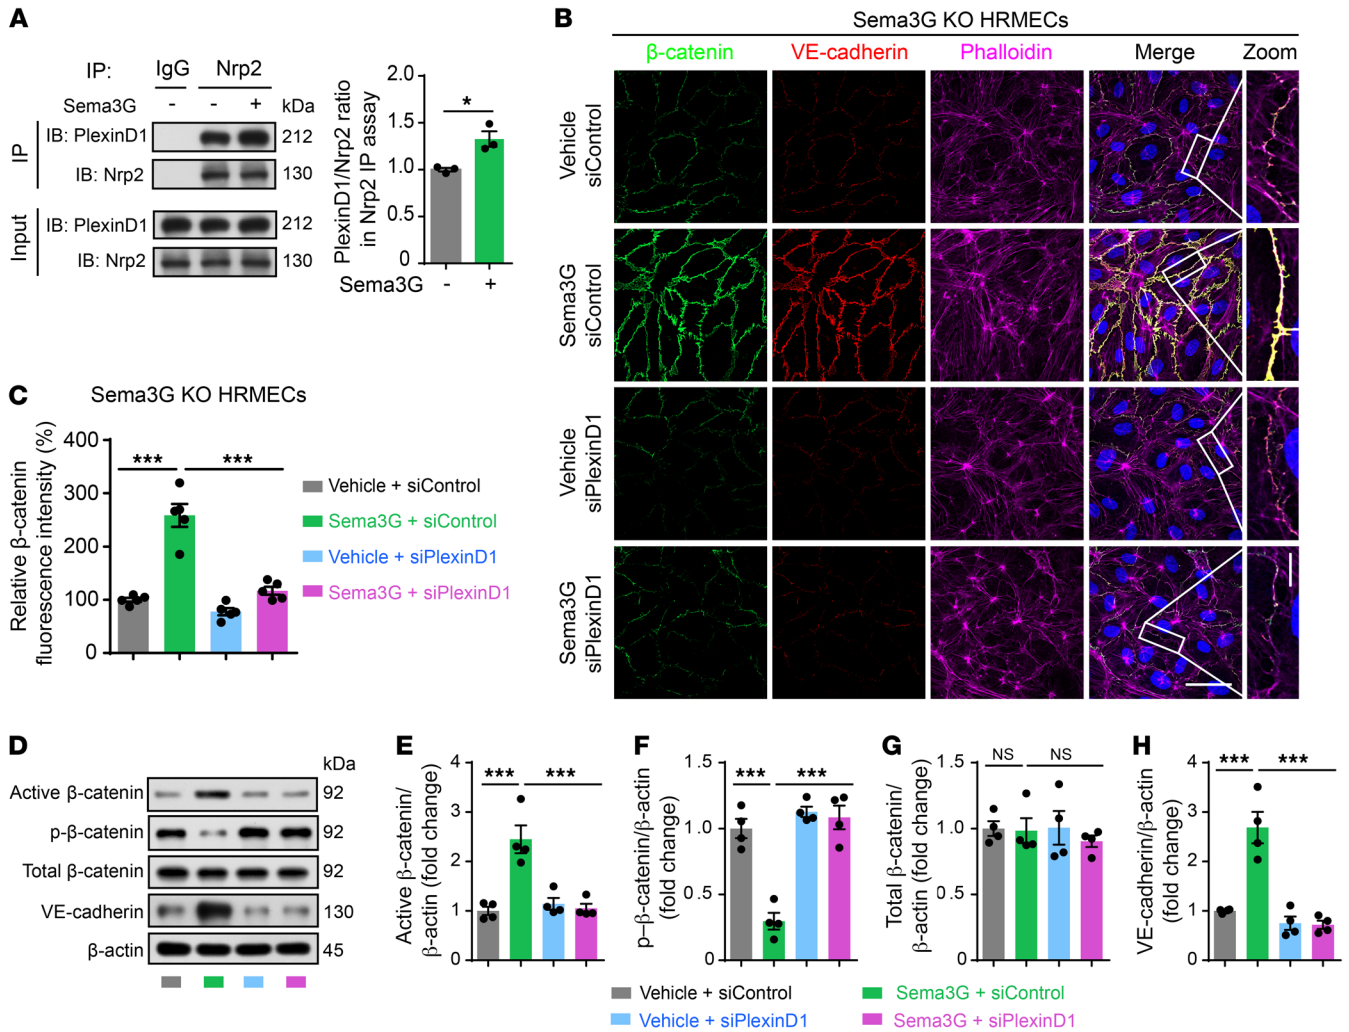 A
IP:
IgG
Nrp2
Sema3G
-
-
+
kDa
IP
IB: PlexinD1
212
IB: Nrp2
130
Input
IB: PlexinD1
212
IB: Nrp2
130
PlexinD1/Nrp2 ratio
in Nrp2 IP assay
2.0
1.5
1.0
0.5
0
*
Sema3G
-
+
B
Sema3G KO HRMECs
β-catenin
VE-cadherin
Phalloidin
Merge
Zoom
Vehicle
siControl
Sema3G
siControl
Vehicle
siPlexinD1
Sema3G
siPlexinD1
C
Sema3G KO HRMECs
Relative β-catenin
fluorescence intensity (%)
400
300
200
100
0
***
***
Vehicle + siControl
Sema3G + siControl
Vehicle + siPlexinD1
Sema3G + siPlexinD1
D
kDa
Active β-catenin
92
p-β-catenin
92
Total β-catenin
92
VE-cadherin
130
β-actin
45
E
Active β-catenin/
β-actin (fold change)
4
3
2
1
0
***
***
F
p–β-catenin/β-actin
(fold change)
1.5
1.0
0.5
0
***
***
G
Total β-catenin/
β-actin (fold change)
1.5
1.0
0.5
0
NS
NS
H
VE-cadherin/β-actin
(fold change)
4
3
2
1
0
***
***
Vehicle + siControl
Sema3G + siControl
Vehicle + siPlexinD1
Sema3G + siPlexinD1